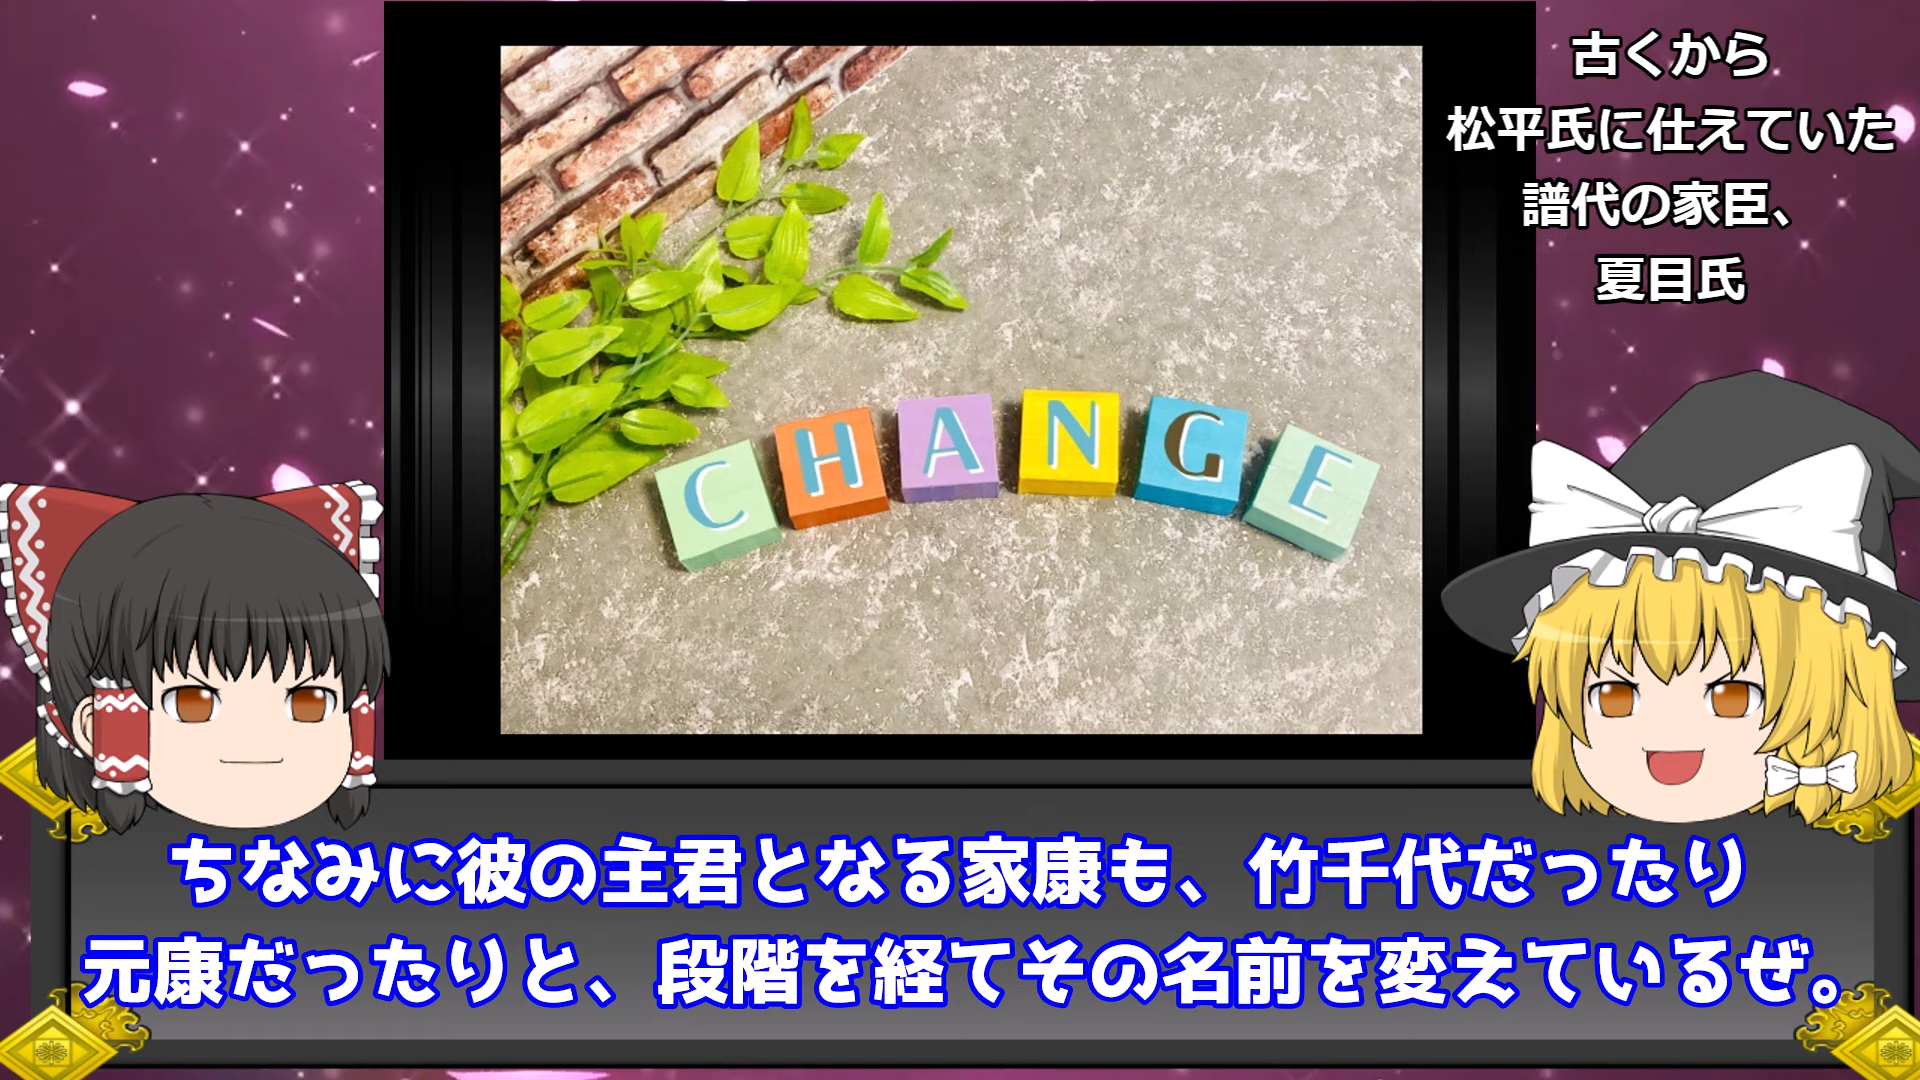 古くから
松平氏に仕えていた
譜代の家臣、
夏目氏
CHANGE
ちなみに彼の主君となる家康も、竹千代だったり
元康だったりと、段階を経てその名前を変えているぜ。